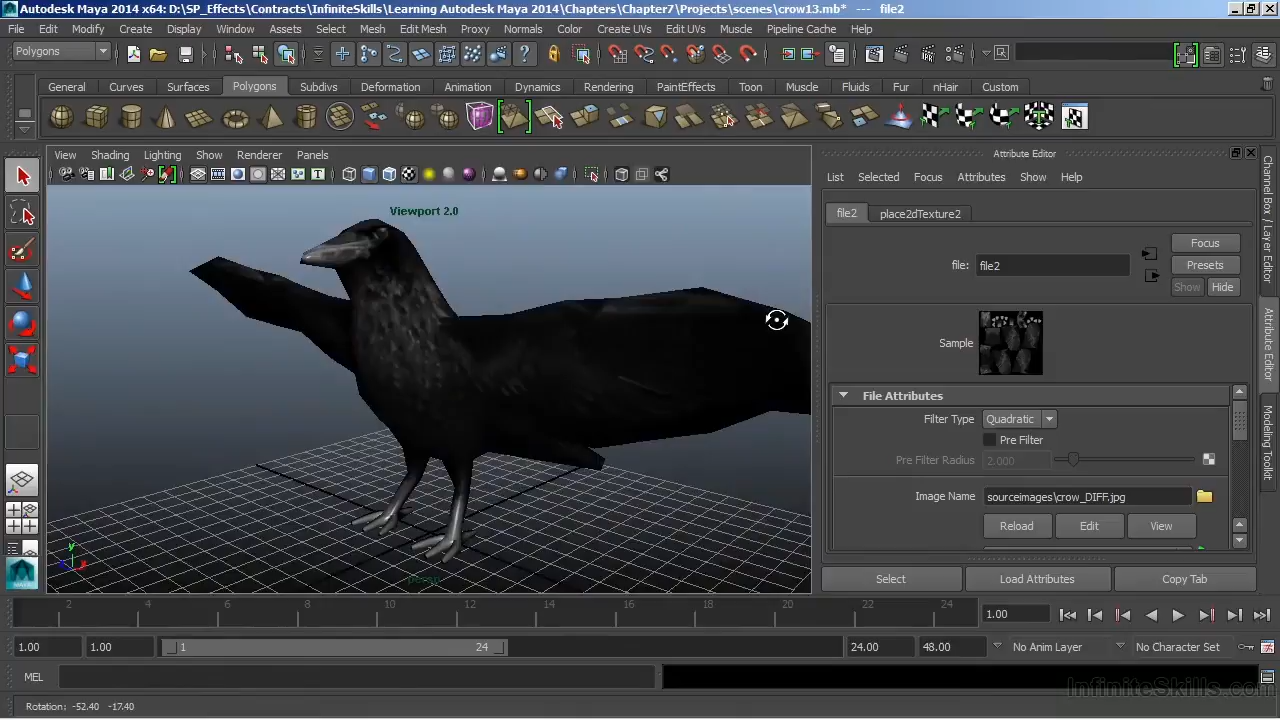 Autodesk Maya 2014 x64: D:\SP_Effects\Contracts\InfiniteSkills\Learning Autodesk Maya 2014\Chapters\Chapter7\Projects\scenes\crow13.mb* --- file2
File Edit Modify Create Display Window Assets Select Mesh Edit Mesh Proxy Normals Color Create UVs Edit UVs Muscle Pipeline Cache Help
Polygons
General Curves Surfaces Polygons Subdivs Deformation Animation Dynamics Rendering PaintEffects Toon Muscle Fluids Fur nHair Custom
View Shading Lighting Show Renderer Panels
Viewport 2.0
persp
Attribute Editor
List Selected Focus Attributes Show Help
file2 place2dTexture2
file: file2
Focus
Presets
Show Hide
Sample
File Attributes
Filter Type Quadratic
Pre Filter
Pre Filter Radius 2.000
Image Name sourceimages\crow_DIFF.jpg
Reload Edit View
Select Load Attributes Copy Tab
Channel Box / Layer Editor
Attribute Editor
Modeling Toolkit
2 4 6 8 10 12 14 16 18 20 22 24
1.00
1.00 1.00 1 24 24.00 48.00 No Anim Layer No Character Set
MEL
InfiniteSkills.com
Rotation: -52.40 -17.40